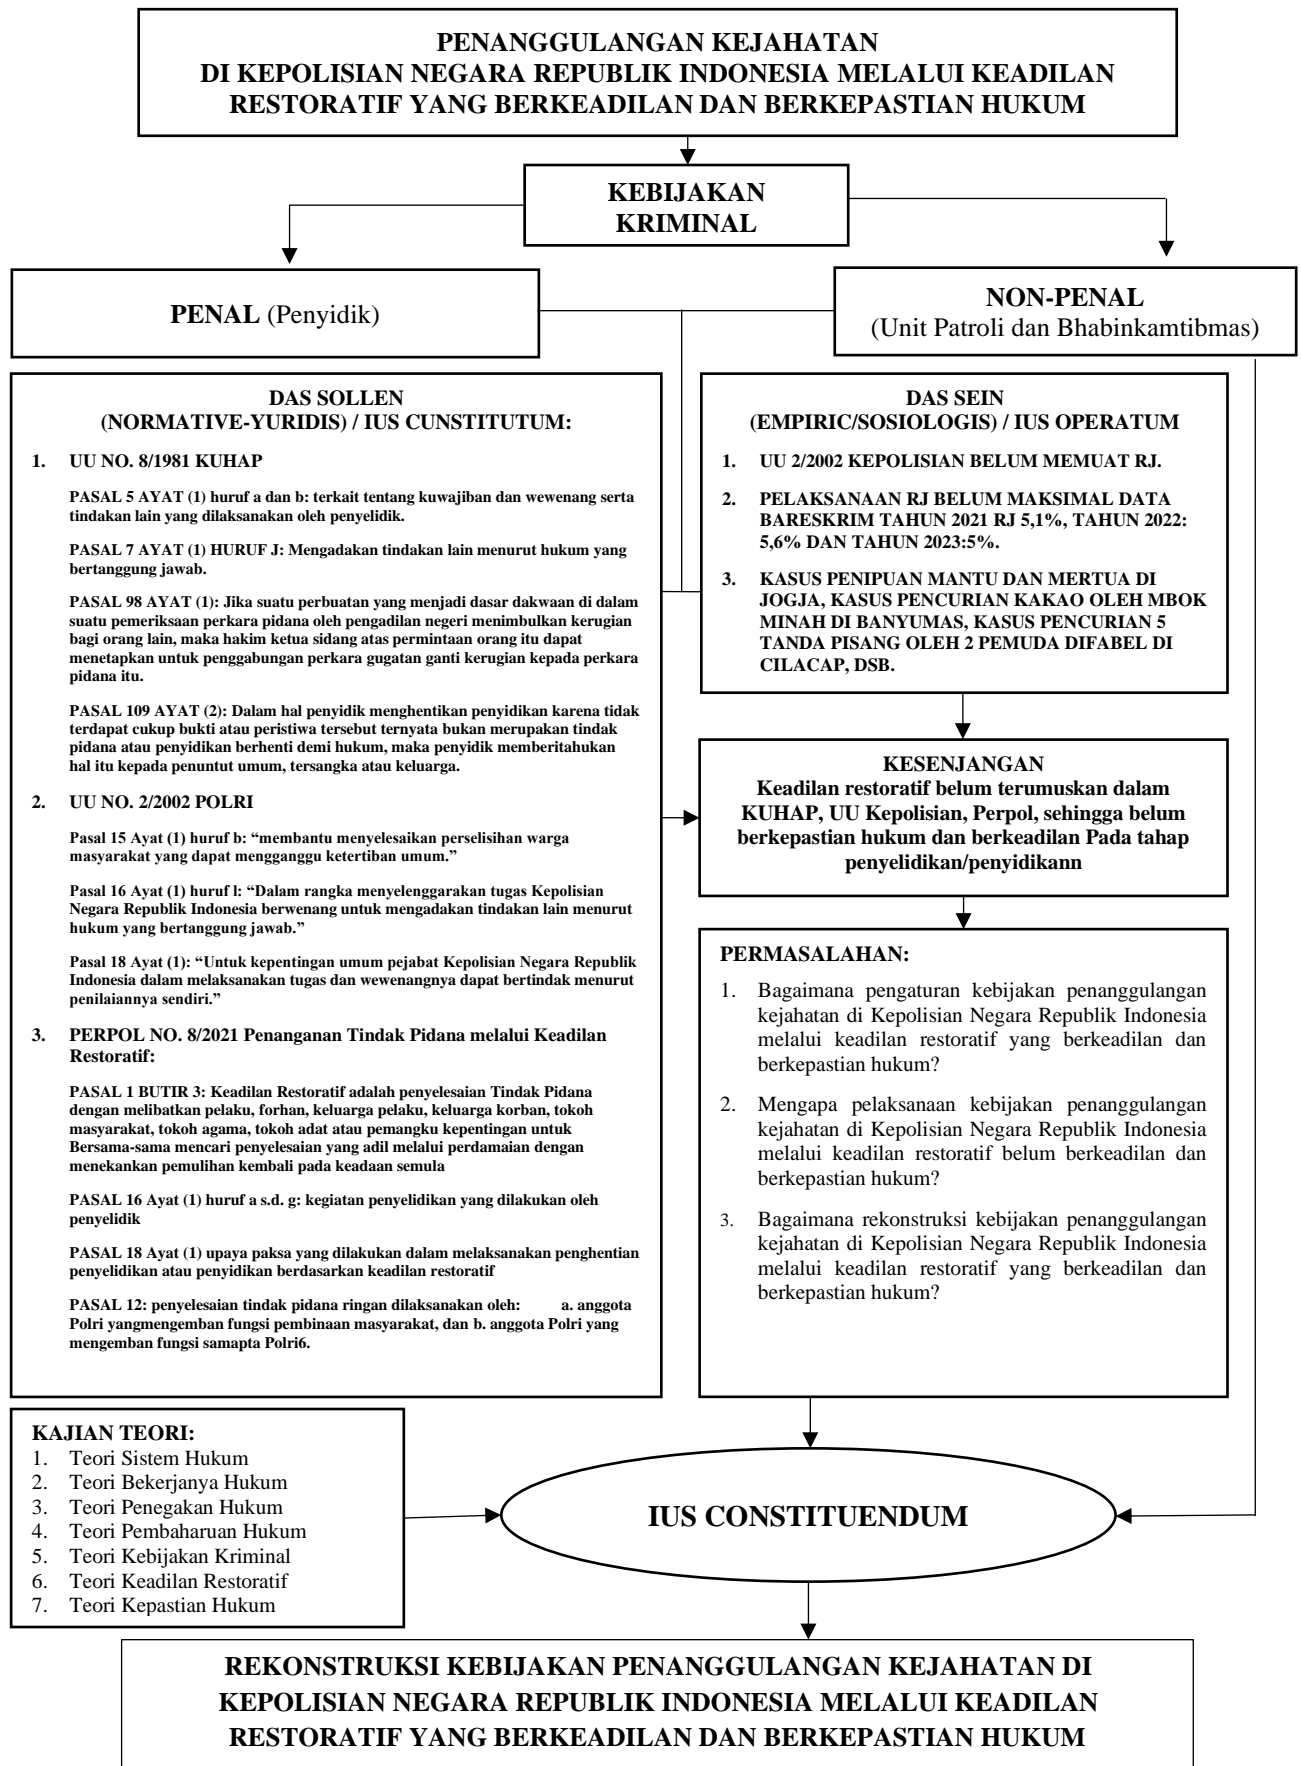 PENANGGULANGAN KEJAHATAN
DI KEPOLISIAN NEGARA REPUBLIK INDONESIA MELALUI KEADILAN
RESTORATIF YANG BERKEADILAN DAN BERKEPASTIAN HUKUM
KEBIJAKAN
KRIMINAL
PENAL (Penyidik)
NON-PENAL
(Unit Patroli dan Bhabinkamtibmas)
DAS SOLLEN
(NORMATIVE-YURIDIS) / IUS CUNSTITUTUM:
1. UU NO. 8/1981 KUHAP
PASAL 5 AYAT (1) huruf a dan b: terkait tentang kuwajiban dan wewenang serta
tindakan lain yang dilaksanakan oleh penyelidik.
PASAL 7 AYAT (1) HURUF J: Mengadakan tindakan lain menurut hukum yang
bertanggung jawab.
PASAL 98 AYAT (1): Jika suatu perbuatan yang menjadi dasar dakwaan di dalam
suatu pemeriksaan perkara pidana oleh pengadilan negeri menimbulkan kerugian
bagi orang lain, maka hakim ketua sidang atas permintaan orang itu dapat
menetapkan untuk penggabungan perkara gugatan ganti kerugian kepada perkara
pidana itu.
PASAL 109 AYAT (2): Dalam hal penyidik menghentikan penyidikan karena tidak
terdapat cukup bukti atau peristiwa tersebut ternyata bukan merupakan tindak
pidana atau penyidikan berhenti demi hukum, maka penyidik memberitahukan
hal itu kepada penuntut umum, tersangka atau keluarga.
2. UU NO. 2/2002 POLRI
Pasal 15 Ayat (1) huruf b: “membantu menyelesaikan perselisihan warga
masyarakat yang dapat mengganggu ketertiban umum.”
Pasal 16 Ayat (1) huruf l: “Dalam rangka menyelenggarakan tugas Kepolisian
Negara Republik Indonesia berwenang untuk mengadakan tindakan lain menurut
hukum yang bertanggung jawab.”
Pasal 18 Ayat (1): “Untuk kepentingan umum pejabat Kepolisian Negara Republik
Indonesia dalam melaksanakan tugas dan wewenangnya dapat bertindak menurut
penilaiannya sendiri.”
3. PERPOL NO. 8/2021 Penanganan Tindak Pidana melalui Keadilan
Restoratif:
PASAL 1 BUTIR 3: Keadilan Restoratif adalah penyelesaian Tindak Pidana
dengan melibatkan pelaku, forhan, keluarga pelaku, keluarga korban, tokoh
masyarakat, tokoh agama, tokoh adat atau pemangku kepentingan untuk
Bersama-sama mencari penyelesaian yang adil melalui perdamaian dengan
menekankan pemulihan kembali pada keadaan semula
PASAL 16 Ayat (1) huruf a s.d. g: kegiatan penyelidikan yang dilakukan oleh
penyelidik
PASAL 18 Ayat (1) upaya paksa yang dilakukan dalam melaksanakan penghentian
penyelidikan atau penyidikan berdasarkan keadilan restoratif
PASAL 12: penyelesaian tindak pidana ringan dilaksanakan oleh: a. anggota
Polri yangmengemban fungsi pembinaan masyarakat, dan b. anggota Polri yang
mengemban fungsi samapta Polri6.
DAS SEIN
(EMPIRIC/SOSIOLOGIS) / IUS OPERATUM
1. UU 2/2002 KEPOLISIAN BELUM MEMUAT RJ.
2. PELAKSANAAN RJ BELUM MAKSIMAL DATA
BARESKRIM TAHUN 2021 RJ 5,1%, TAHUN 2022:
5,6% DAN TAHUN 2023:5%.
3. KASUS PENIPUAN MANTU DAN MERTUA DI
JOGJA, KASUS PENCURIAN KAKAO OLEH MBOK
MINAH DI BANYUMAS, KASUS PENCURIAN 5
TANDA PISANG OLEH 2 PEMUDA DIFABEL DI
CILACAP, DSB.
KESENJANGAN
Keadilan restoratif belum terumuskan dalam
KUHAP, UU Kepolisian, Perpol, sehingga belum
berkepastian hukum dan berkeadilan Pada tahap
penyelidikan/penyidikann
PERMASALAHAN:
1. Bagaimana pengaturan kebijakan penanggulangan
kejahatan di Kepolisian Negara Republik Indonesia
melalui keadilan restoratif yang berkeadilan dan
berkepastian hukum?
2. Mengapa pelaksanaan kebijakan penanggulangan
kejahatan di Kepolisian Negara Republik Indonesia
melalui keadilan restoratif belum berkeadilan dan
berkepastian hukum?
3. Bagaimana rekonstruksi kebijakan penanggulangan
kejahatan di Kepolisian Negara Republik Indonesia
melalui keadilan restoratif yang berkeadilan dan
berkepastian hukum?
KAJIAN TEORI:
1. Teori Sistem Hukum
2. Teori Bekerjanya Hukum
3. Teori Penegakan Hukum
4. Teori Pembaharuan Hukum
5. Teori Kebijakan Kriminal
6. Teori Keadilan Restoratif
7. Teori Kepastian Hukum
IUS CONSTITUENDUM
REKONSTRUKSI KEBIJAKAN PENANGGULANGAN KEJAHATAN DI
KEPOLISIAN NEGARA REPUBLIK INDONESIA MELALUI KEADILAN
RESTORATIF YANG BERKEADILAN DAN BERKEPASTIAN HUKUM